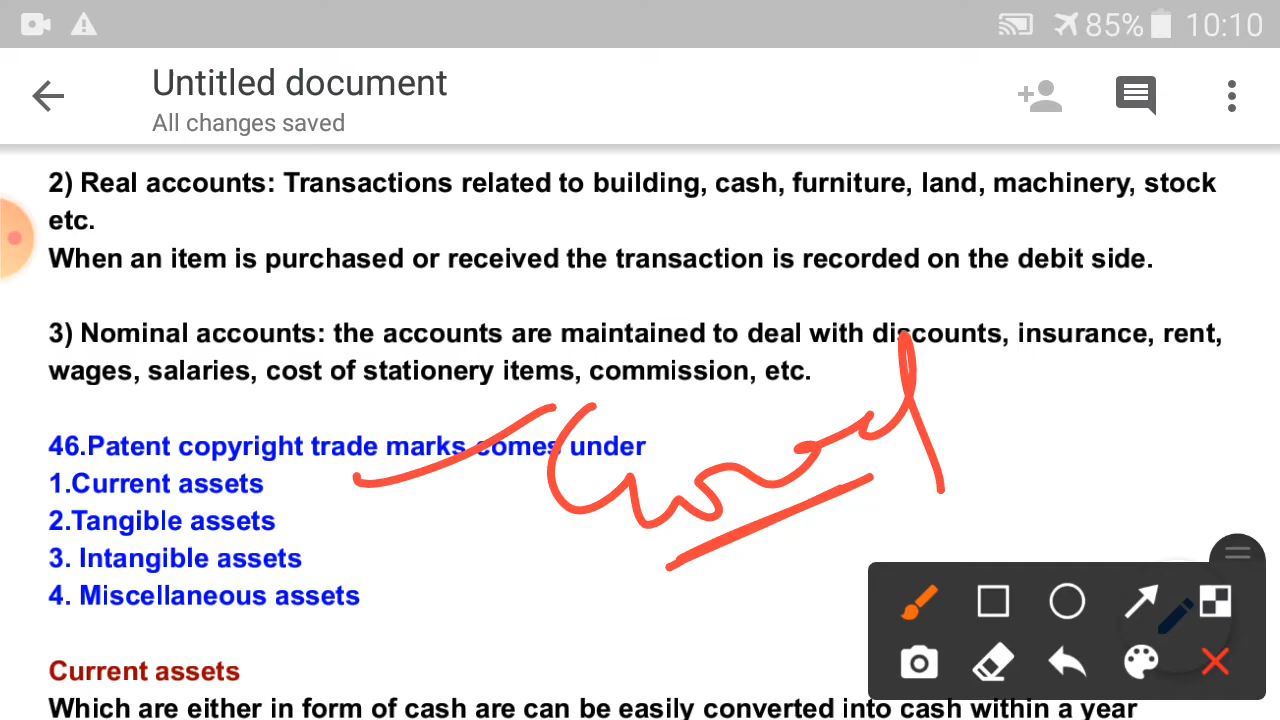 85% 10:10
Untitled document
All changes saved
2) Real accounts: Transactions related to building, cash, furniture, land, machinery, stock
etc.
When an item is purchased or received the transaction is recorded on the debit side.
3) Nominal accounts: the accounts are maintained to deal with discounts, insurance, rent,
wages, salaries, cost of stationery items, commission, etc.
46.Patent copyright trade marks comes under
1.Current assets
2.Tangible assets
3. Intangible assets
4. Miscellaneous assets
Current assets
Which are either in form of cash are can be easily converted into cash within a year